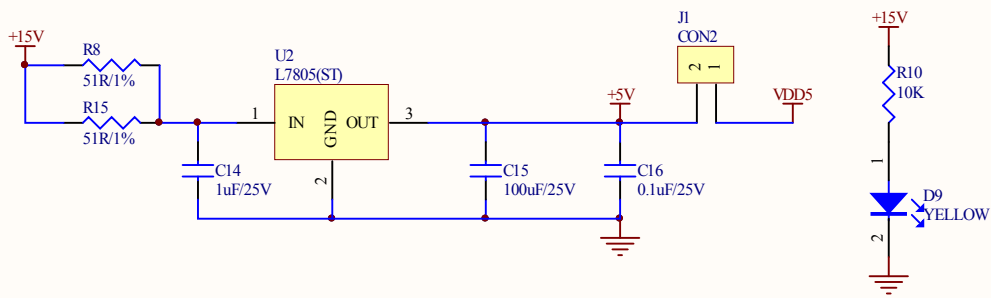 +15V
R8
51R/1%
R15
51R/1%
U2
L7805(ST)
1
IN
GND
OUT
3
2
C14
1uF/25V
C15
100uF/25V
+5V
C16
0.1uF/25V
J1
CON2
2
1
VDD5
+15V
R10
10K
1
D9
YELLOW
2